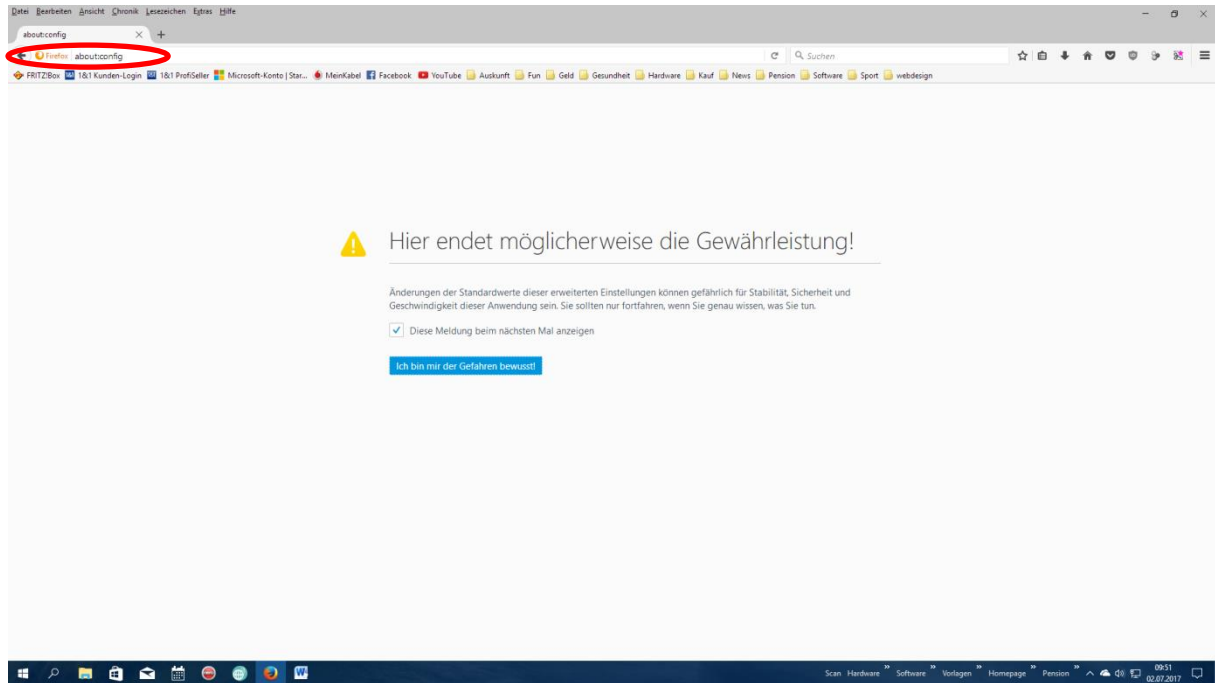 Datei Bearbeiten Ansicht Chronik Lesezeichen Extras Hilfe
about:config
Firefox about:config
Suchen
FRITZ!Box 1&1 Kunden-Login 1&1 ProfiSeller Microsoft-Konto | Star... MeinKabel Facebook YouTube Auskunft Fun Geld Gesundheit Hardware Kauf News Pension Software Sport webdesign
Hier endet möglicherweise die Gewährleistung!
Änderungen der Standardwerte dieser erweiterten Einstellungen können gefährlich für Stabilität, Sicherheit und
Geschwindigkeit dieser Anwendung sein. Sie sollten nur fortfahren, wenn Sie genau wissen, was Sie tun.
Diese Meldung beim nächsten Mal anzeigen
Ich bin mir der Gefahren bewusst!
Scan Hardware » Software » Vorlagen » Homepage » Pension » 09:51
02.07.2017